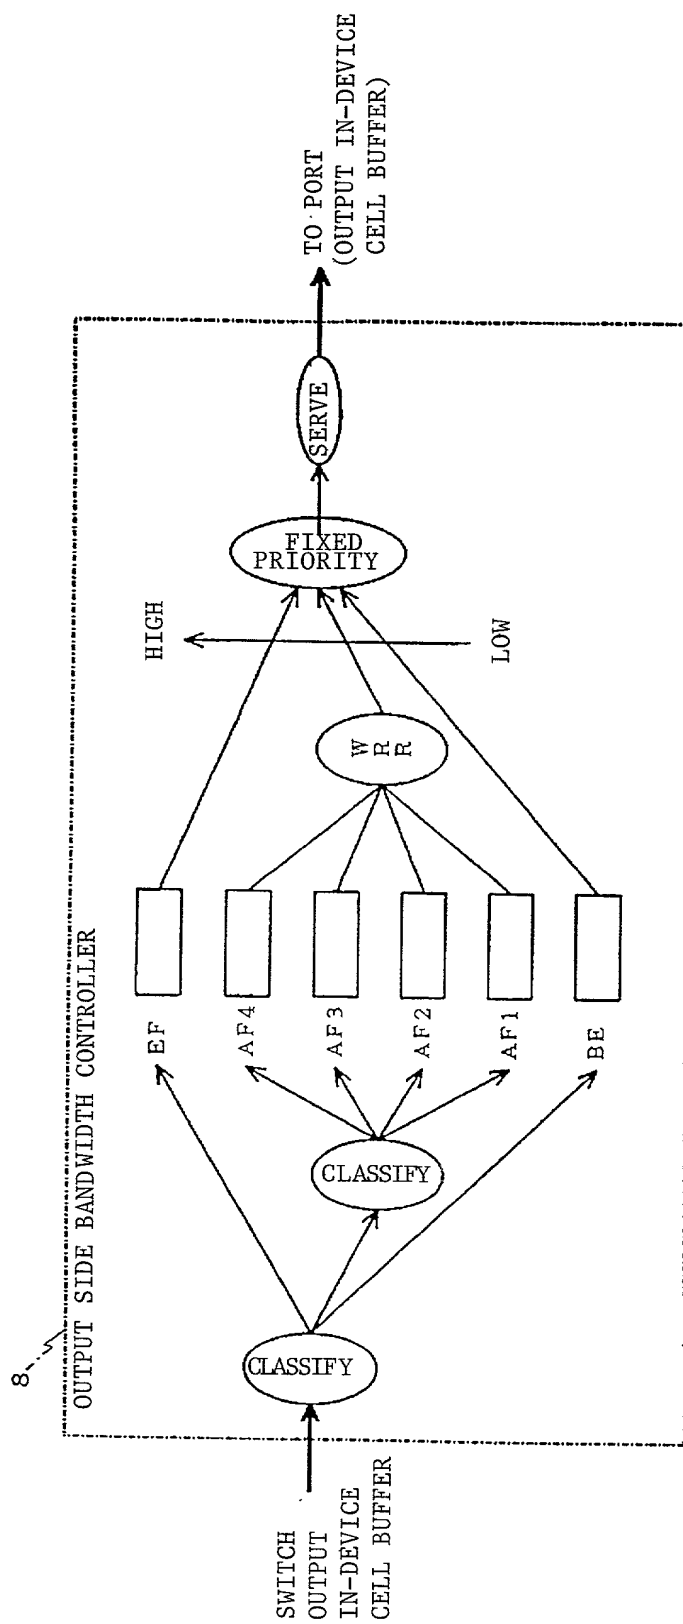 8
OUTPUT SIDE BANDWIDTH CONTROLLER
SWITCH
OUTPUT
IN-DEVICE
CELL BUFFER
CLASSIFY
CLASSIFY
EF
AF4
AF3
AF2
AF1
BE
W
R
R
HIGH
LOW
FIXED
PRIORITY
SERVE
TO PORT
(OUTPUT IN-DEVICE
CELL BUFFER)